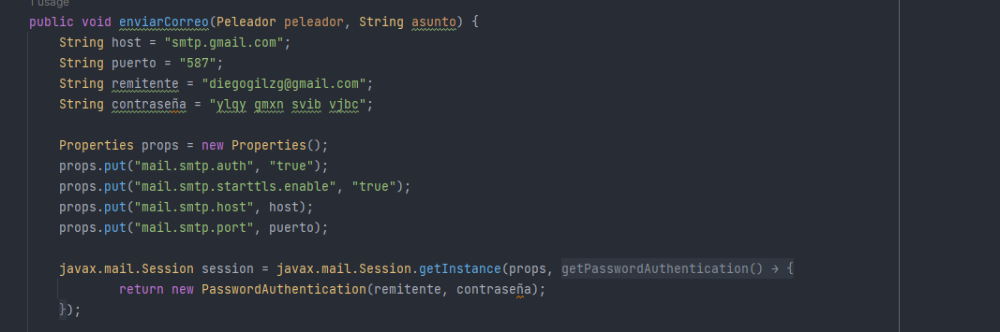 1 usage
public void enviarCorreo(Peleador peleador, String asunto) {
String host = "smtp.gmail.com";
String puerto = "587";
String remitente = "diegogilzg@gmail.com";
String contraseña = "ylqy gmxn svib vjbc";
Properties props = new Properties();
props.put("mail.smtp.auth", "true");
props.put("mail.smtp.starttls.enable", "true");
props.put("mail.smtp.host", host);
props.put("mail.smtp.port", puerto);
javax.mail.Session session = javax.mail.Session.getInstance(props, getPasswordAuthentication() → {
return new PasswordAuthentication(remitente, contraseña);
});